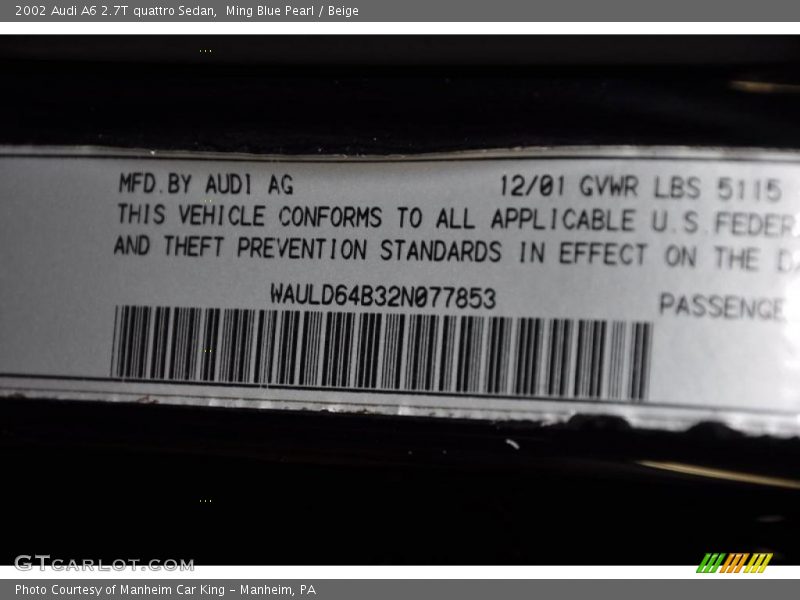 2002 Audi A6 2.7T quattro Sedan,  Ming Blue Pearl / Beige
MFD.BY AUDI AG 12/01 GVWR LBS 5115
THIS VEHICLE CONFORMS TO ALL APPLICABLE U.S.FEDER
AND THEFT PREVENTION STANDARDS IN EFFECT ON THE D
WAULD64B32N077853
PASSENGE
GTcarlot.com
Photo Courtesy of Manheim Car King – Manheim, PA